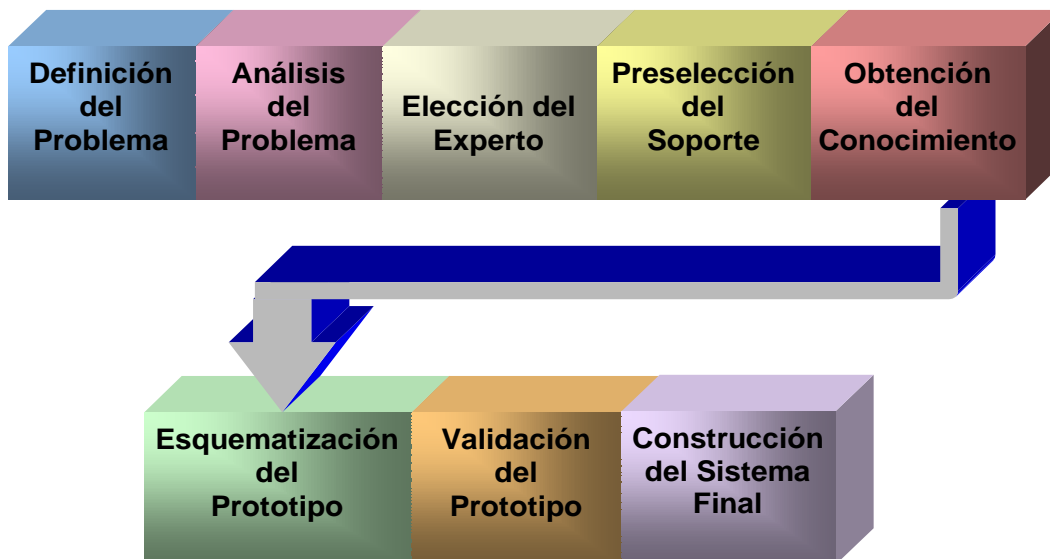 Definición
del
Problema
Análisis
del
Problema
Elección del
Experto
Preselección
del
Soporte
Obtención
del
Conocimiento
Esquematización
del
Prototipo
Validación
del
Prototipo
Construcción
del Sistema
Final